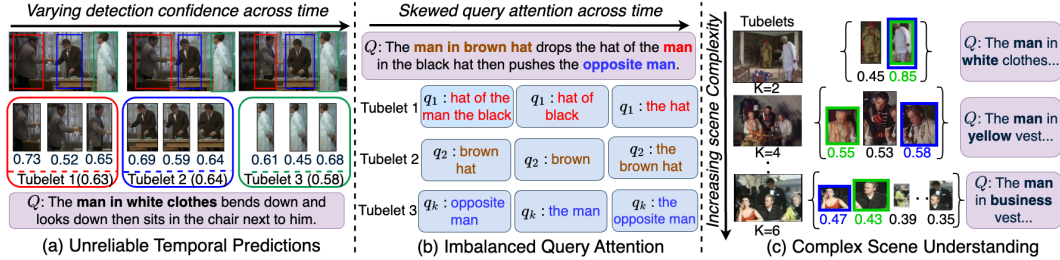 Varying detection confidence across time
0.73 0.52 0.65
0.69 0.59 0.64
0.61 0.45 0.68
Tubelet 1(0.63)
Tubelet 2 (0.64)
Tubelet 3 (0.58)
Q: The man in white clothes bends down and
looks down then sits in the chair next to him.
(a) Unreliable Temporal Predictions
Skewed query attention across time
Q: The man in brown hat drops the hat of the man
in the black hat then pushes the opposite man.
Tubelet 1
q1 : hat of the
man the black
q1 : hat of
black
q1 : the hat
Tubelet 2
q2 : brown
hat
q2 : brown
q2 : the
brown hat
Tubelet 3
qk : opposite
man
qk : the man
qk : the
opposite man
(b) Imbalanced Query Attention
Increasing scene Complexity
Tubelets
K=2
0.45 0.85
Q: The man in
white clothes...
K=4
0.55 0.53 0.58
Q: The man in
yellow vest...
K=6
0.47 0.43 0.39 ... 0.35
Q: The man
in business
vest...
(c) Complex Scene Understanding